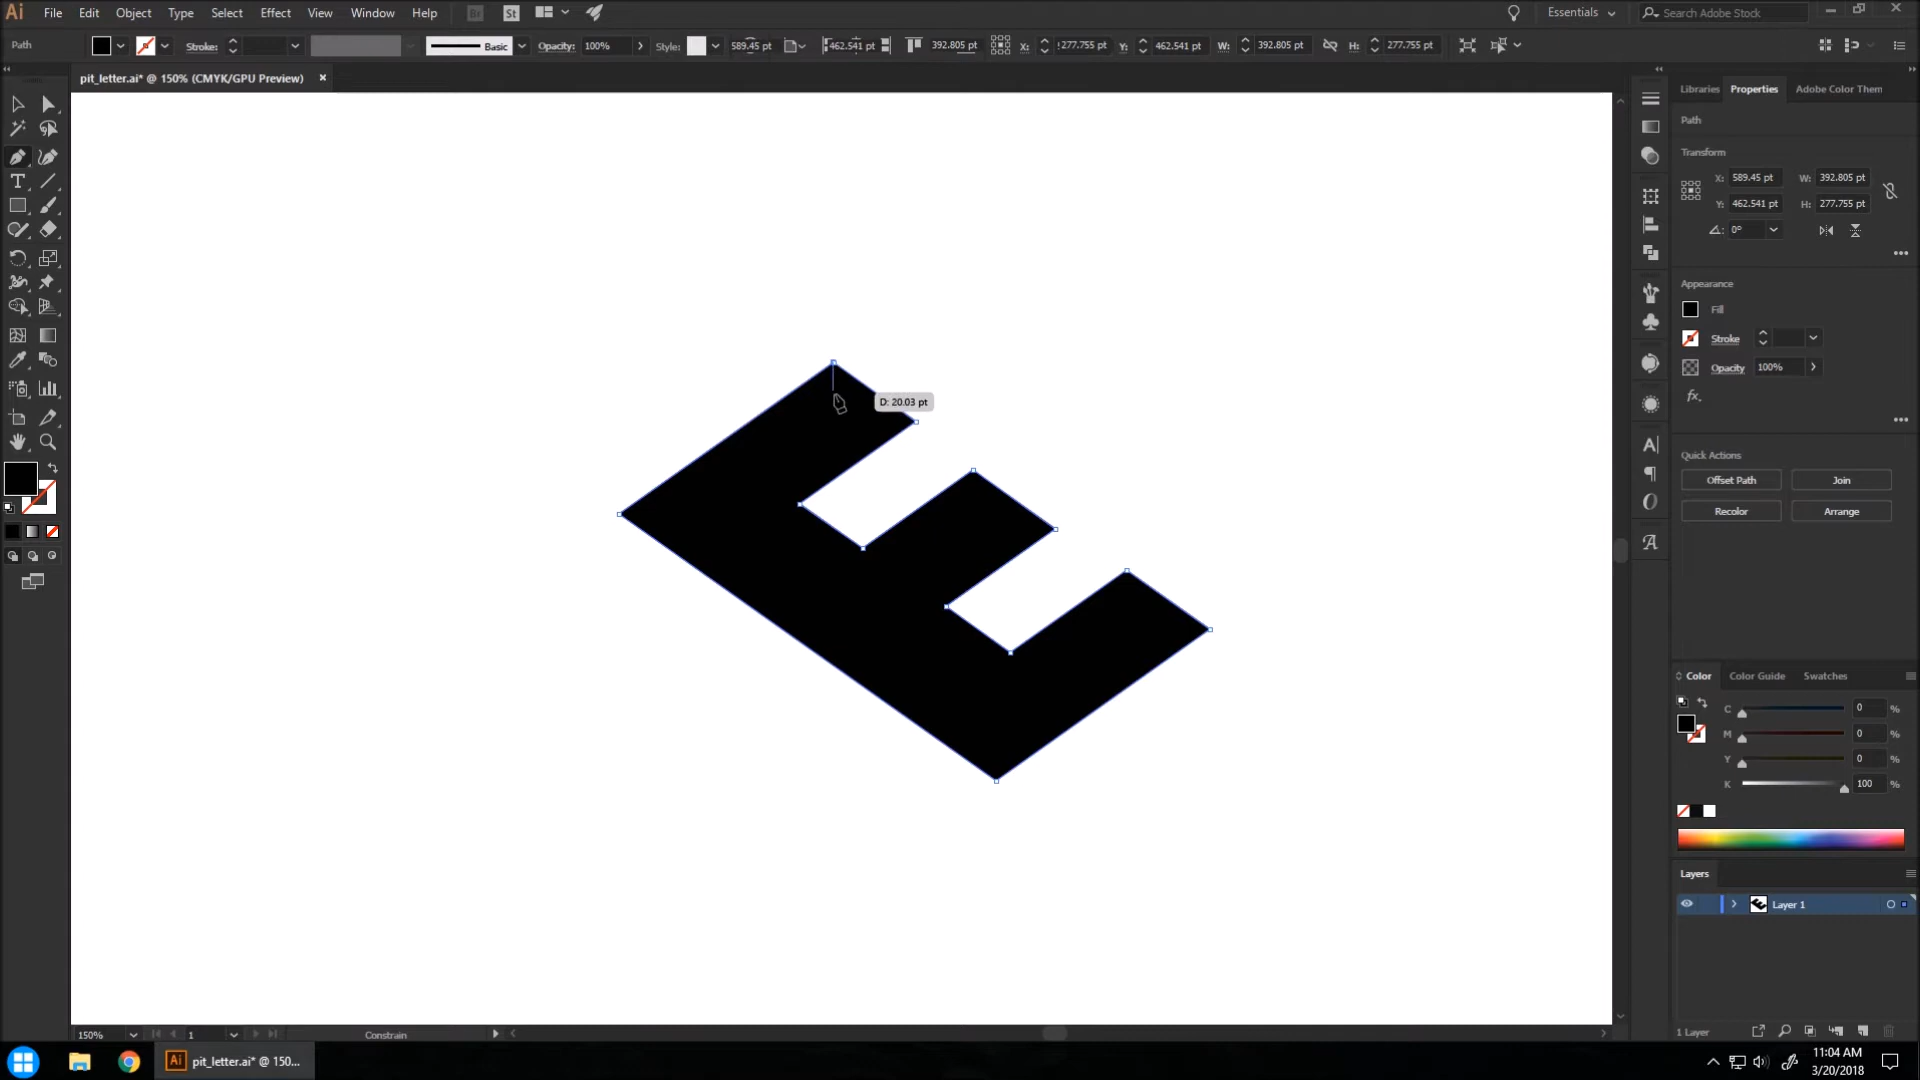 Ai File Edit Object Type Select Effect View Window Help Br St Essentials Search Adobe Stock
Path Stroke: Basic Opacity: 100% Style: 589.45 pt 462.541 pt 392.805 pt X: 277.755 pt Y: 462.541 pt W: 392.805 pt H: 277.755 pt
pit_letter.ai* @ 150% (CMYK/GPU Preview) ×
Libraries Properties Adobe Color Them
Path
Transform
X: 589.45 pt W: 392.805 pt
Y: 462.541 pt H: 277.755 pt
0°
Appearance
Fill
Stroke
Opacity 100%
fx.
D: 20.03 pt
Quick Actions
Offset Path Join
Recolor Arrange
Color Color Guide Swatches
C 0 %
M 0 %
Y 0 %
K 100 %
Layers
Layer 1
1 Layer
150% 1 Constrain
Ai pit_letter.ai* @ 150...
11:04 AM
3/20/2018